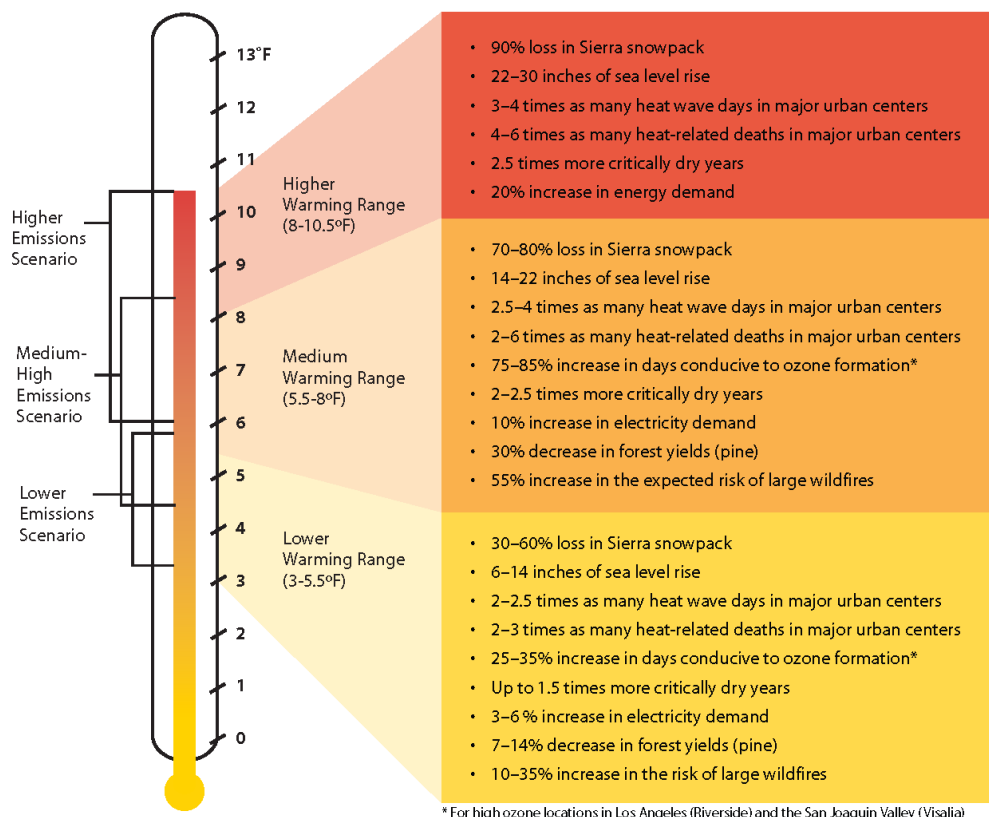 13°F
12
11
10
9
8
7
6
5
4
3
2
1
0
Higher
Emissions
Scenario
Medium-
High
Emissions
Scenario
Lower
Emissions
Scenario
Higher
Warming Range
(8-10.5ºF)
Medium
Warming Range
(5.5-8ºF)
Lower
Warming Range
(3-5.5ºF)
• 90% loss in Sierra snowpack
• 22–30 inches of sea level rise
• 3–4 times as many heat wave days in major urban centers
• 4–6 times as many heat-related deaths in major urban centers
• 2.5 times more critically dry years
• 20% increase in energy demand
• 70–80% loss in Sierra snowpack
• 14–22 inches of sea level rise
• 2.5–4 times as many heat wave days in major urban centers
• 2–6 times as many heat-related deaths in major urban centers
• 75–85% increase in days conducive to ozone formation*
• 2–2.5 times more critically dry years
• 10% increase in electricity demand
• 30% decrease in forest yields (pine)
• 55% increase in the expected risk of large wildfires
• 30–60% loss in Sierra snowpack
• 6–14 inches of sea level rise
• 2–2.5 times as many heat wave days in major urban centers
• 2–3 times as many heat-related deaths in major urban centers
• 25–35% increase in days conducive to ozone formation*
• Up to 1.5 times more critically dry years
• 3–6 % increase in electricity demand
• 7–14% decrease in forest yields (pine)
• 10–35% increase in the risk of large wildfires
* For high ozone locations in Los Angeles (Riverside) and the San Joaquin Valley (Visalia)